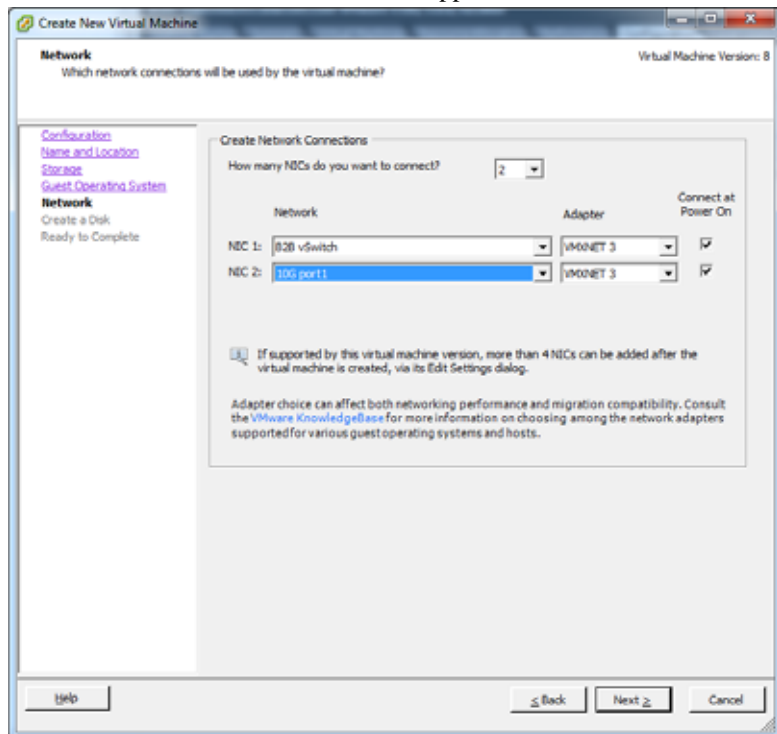 Create New Virtual Machine
Network
Which network connections will be used by the virtual machine?
Virtual Machine Version: 8
Configuration
Name and Location
Storage
Guest Operating System
Network
Create a Disk
Ready to Complete
Create Network Connections
How many NICs do you want to connect? 2
Network Adapter Connect at Power On
NIC 1: B2B vSwitch VMXNET 3
NIC 2: 10G port1 VMXNET 3
If supported by this virtual machine version, more than 4 NICs can be added after the
virtual machine is created, via its Edit Settings dialog.
Adapter choice can affect both networking performance and migration compatibility. Consult
the VMware KnowledgeBase for more information on choosing among the network adapters
supported for various guest operating systems and hosts.
Help ≤ Back Next ≥ Cancel